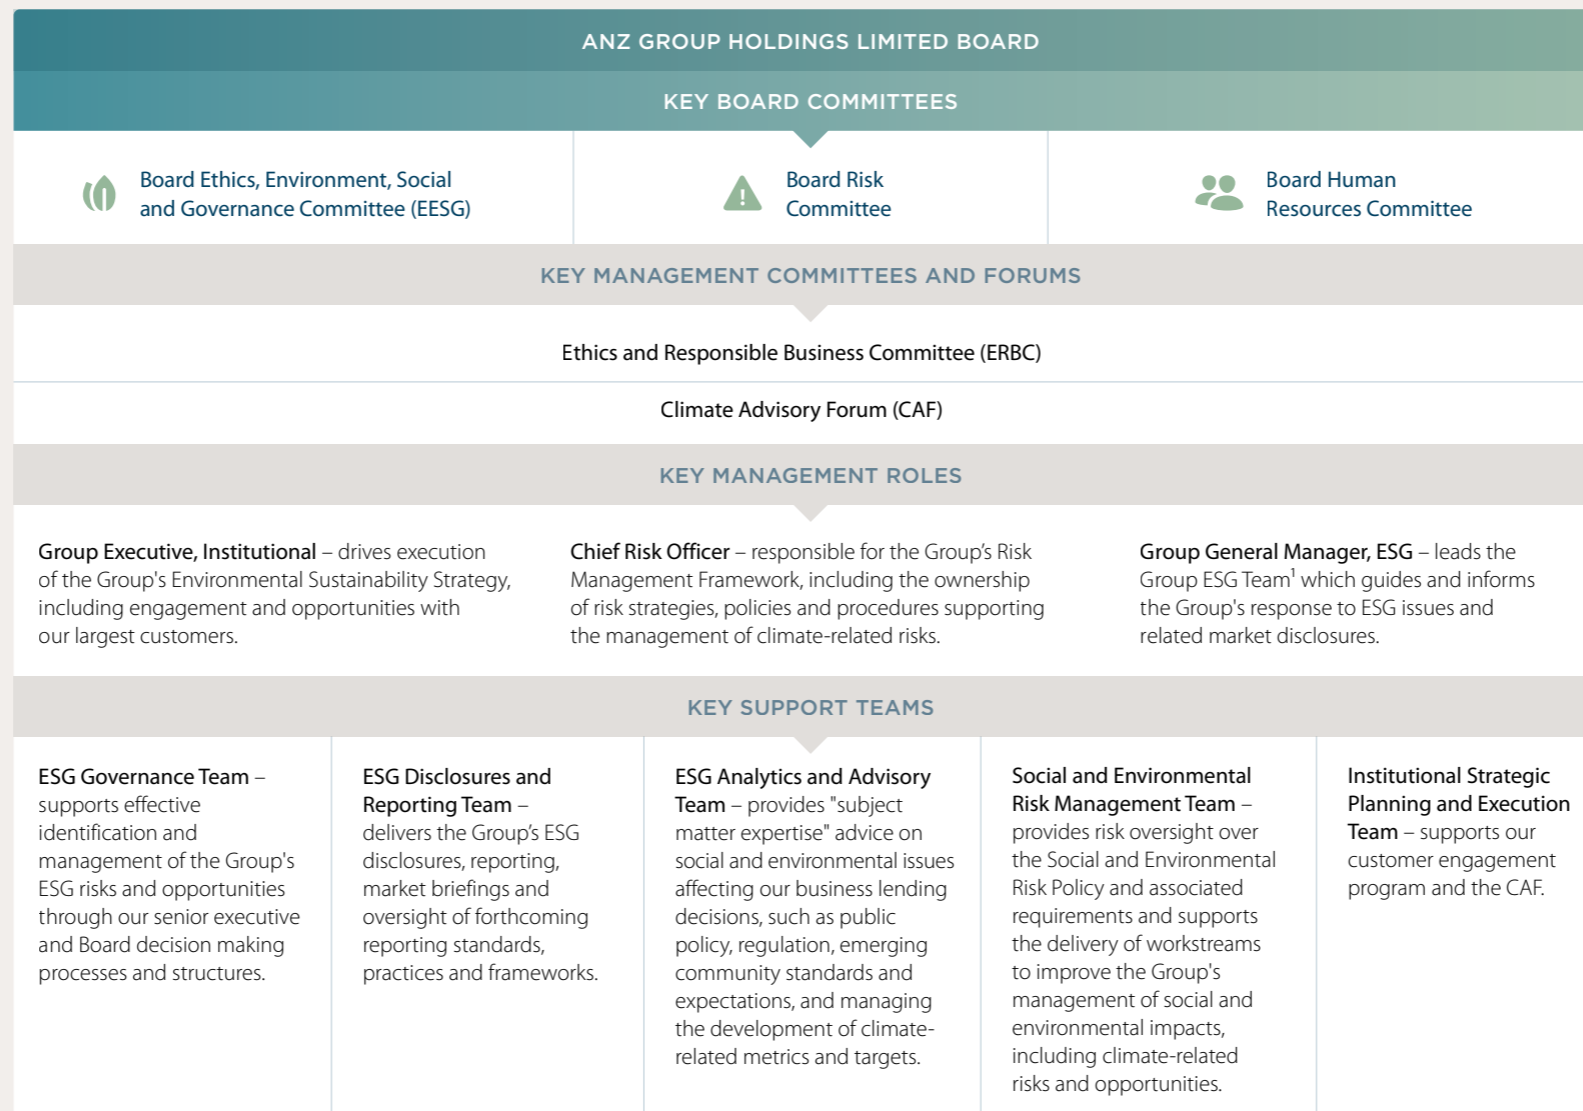 ANZ GROUP HOLDINGS LIMITED BOARD
KEY BOARD COMMITTEES
Board Ethics, Environment, Social
and Governance Committee (EESG)
Board Risk
Committee
Board Human
Resources Committee
KEY MANAGEMENT COMMITTEES AND FORUMS
Ethics and Responsible Business Committee (ERBC)
Climate Advisory Forum (CAF)
KEY MANAGEMENT ROLES
Group Executive, Institutional – drives execution
of the Group's Environmental Sustainability Strategy,
including engagement and opportunities with
our largest customers.
Chief Risk Officer – responsible for the Group's Risk
Management Framework, including the ownership
of risk strategies, policies and procedures supporting
the management of climate-related risks.
Group General Manager, ESG – leads the
Group ESG Team¹ which guides and informs
the Group's response to ESG issues and
related market disclosures.
KEY SUPPORT TEAMS
ESG Governance Team –
supports effective
identification and
management of the Group's
ESG risks and opportunities
through our senior executive
and Board decision making
processes and structures.
ESG Disclosures and
Reporting Team –
delivers the Group's ESG
disclosures, reporting,
market briefings and
oversight of forthcoming
reporting standards,
practices and frameworks.
ESG Analytics and Advisory
Team – provides "subject
matter expertise" advice on
social and environmental issues
affecting our business lending
decisions, such as public
policy, regulation, emerging
community standards and
expectations, and managing
the development of climate-
related metrics and targets.
Social and Environmental
Risk Management Team –
provides risk oversight over
the Social and Environmental
Risk Policy and associated
requirements and supports
the delivery of workstreams
to improve the Group's
management of social and
environmental impacts,
including climate-related
risks and opportunities.
Institutional Strategic
Planning and Execution
Team – supports our
customer engagement
program and the CAF.